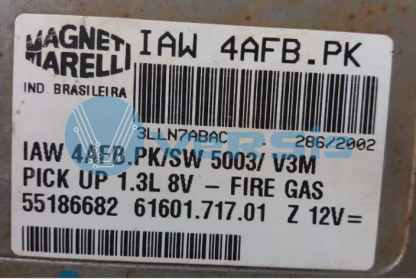 MAGNETI MARELLI IAW 4AFB.PK
IND. BRASILEIRA
3LLN7ABAC . 286/2002
Versis
IAW 4AFB.PK/SW 5003/ V3M
PICK UP 1.3L 8V – FIRE GAS
55186682 61601.717.01 Z 12V=